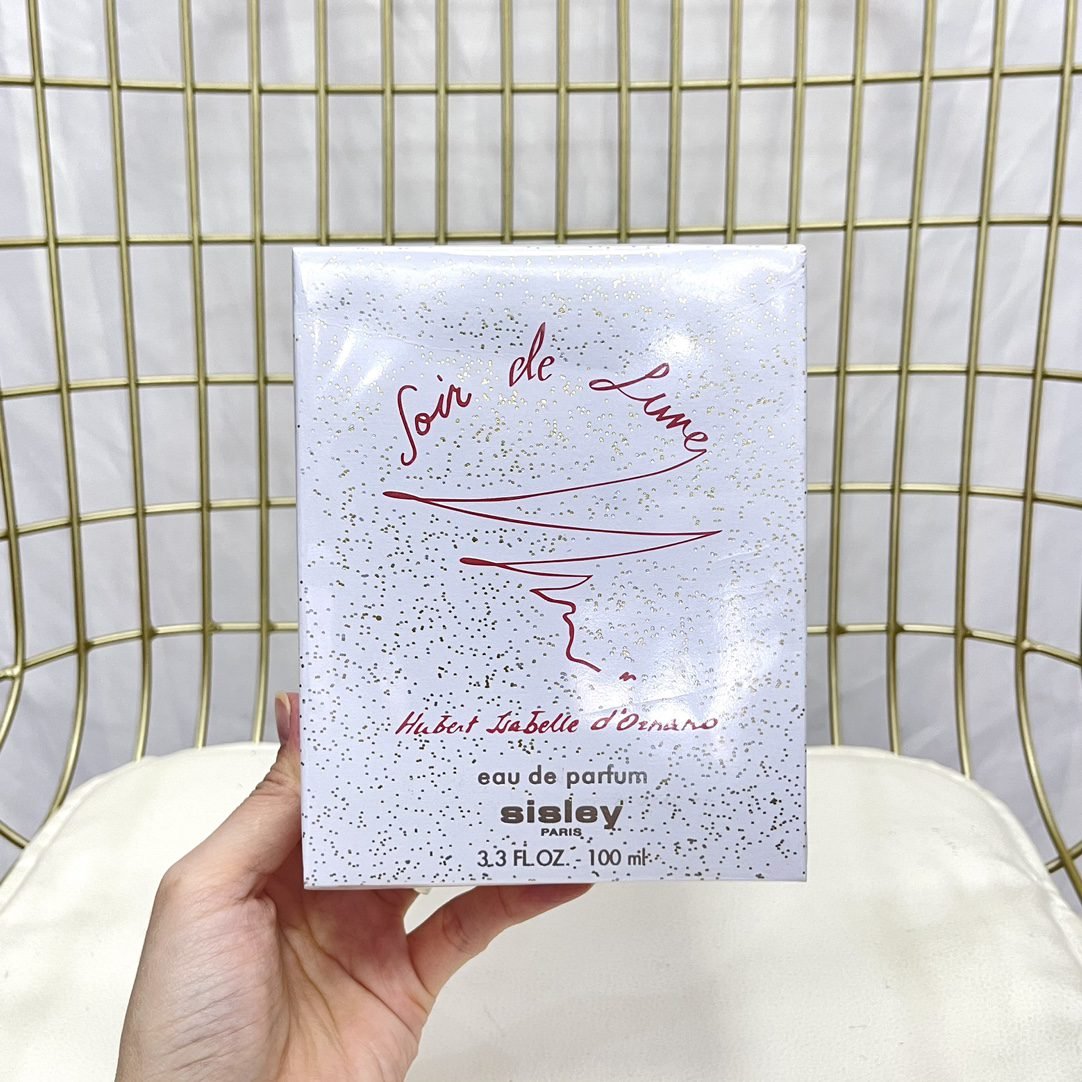 Soir de Lune
Hubert Isabelle d'Ornano
eau de parfum
sisley
PARIS
3.3 FL.OZ. - 100 ml